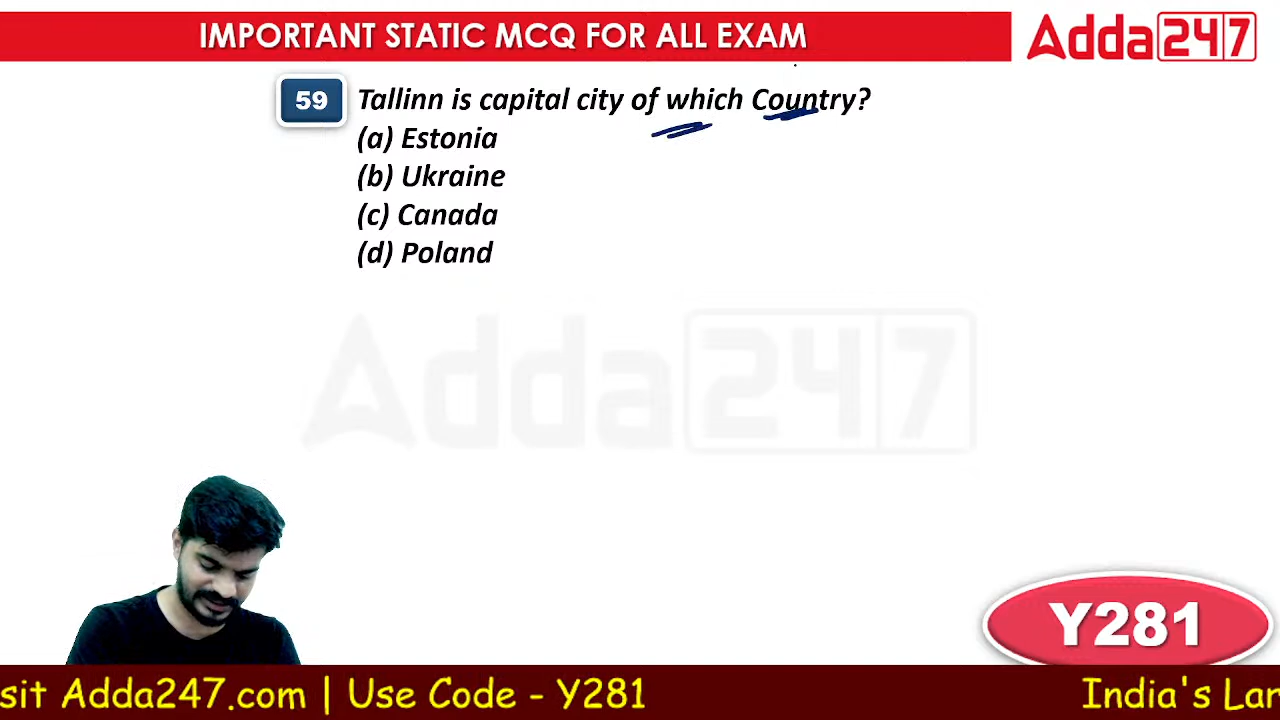 IMPORTANT STATIC MCQ FOR ALL EXAM
Adda247
59 Tallinn is capital city of which Country?
(a) Estonia
(b) Ukraine
(c) Canada
(d) Poland
Adda247
Y281
sit Adda247.com | Use Code - Y281
India's Lar